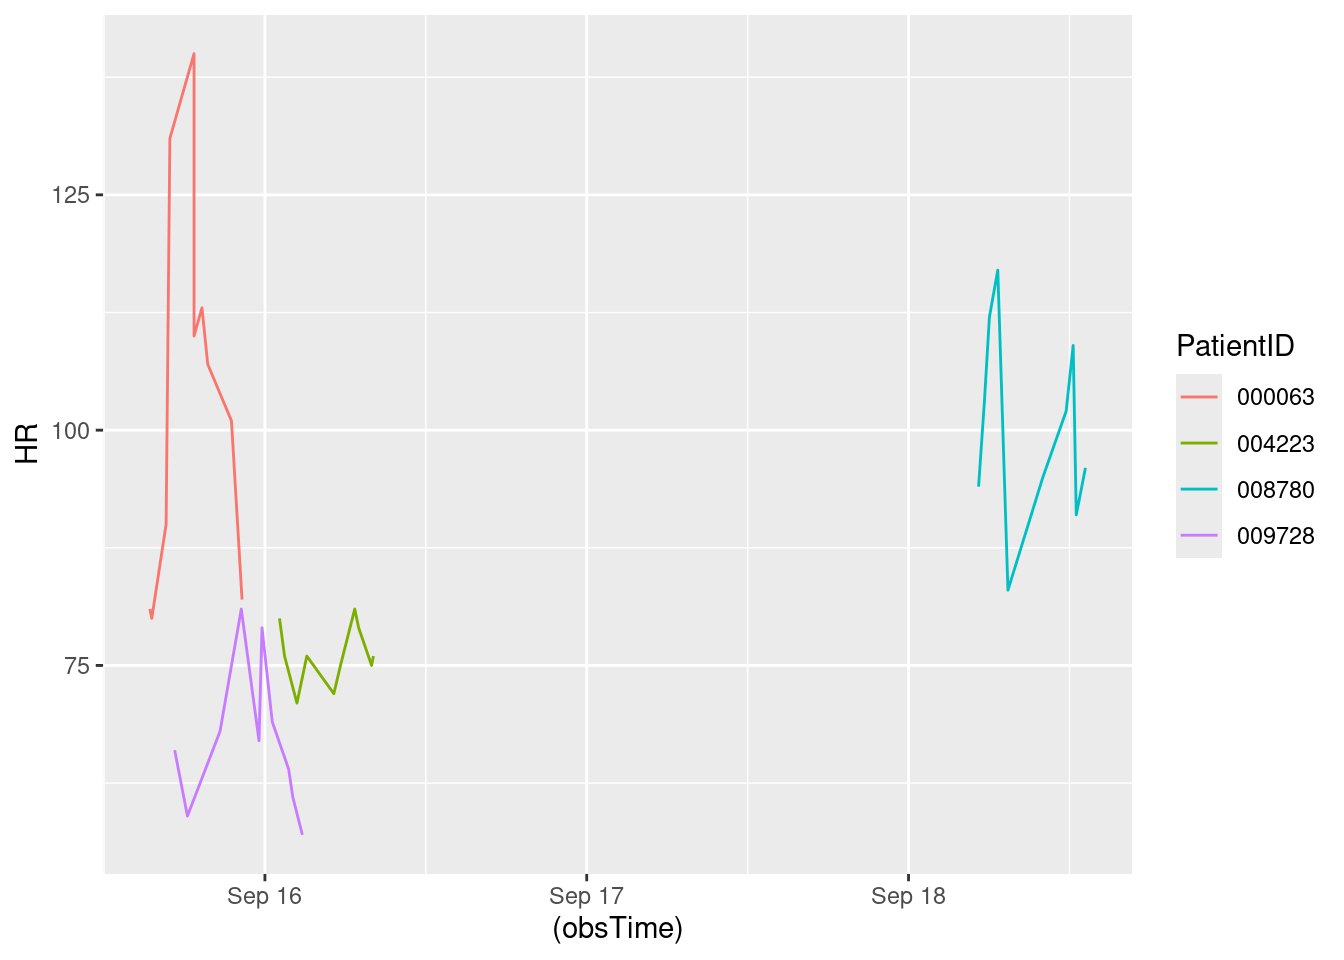 HR
125
100
75
Sep 16
Sep 17
Sep 18
(obsTime)
PatientID
000063
004223
008780
009728